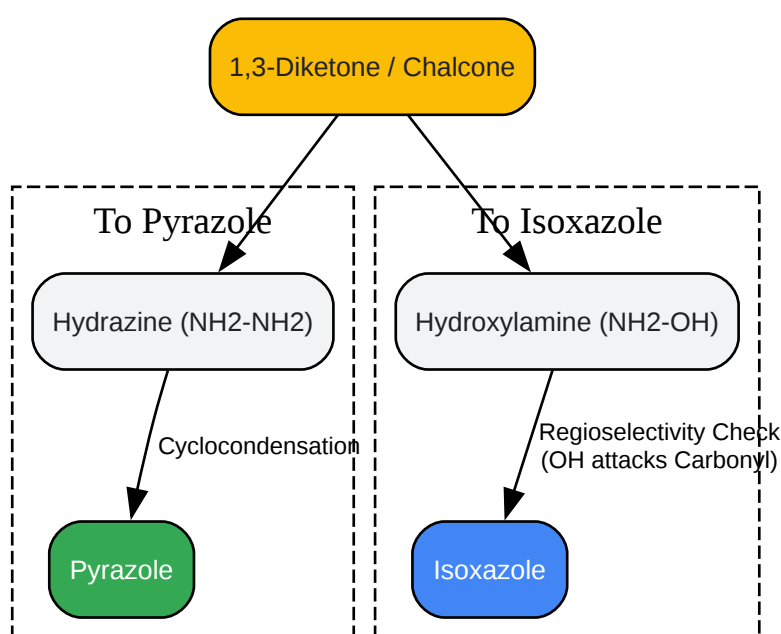 1,3-Diketone / Chalcone
To Pyrazole
To Isoxazole
Hydrazine (NH2-NH2)
Hydroxylamine (NH2-OH)
Cyclocondensation
Regioselectivity Check
(OH attacks Carbonyl)
Pyrazole
Isoxazole